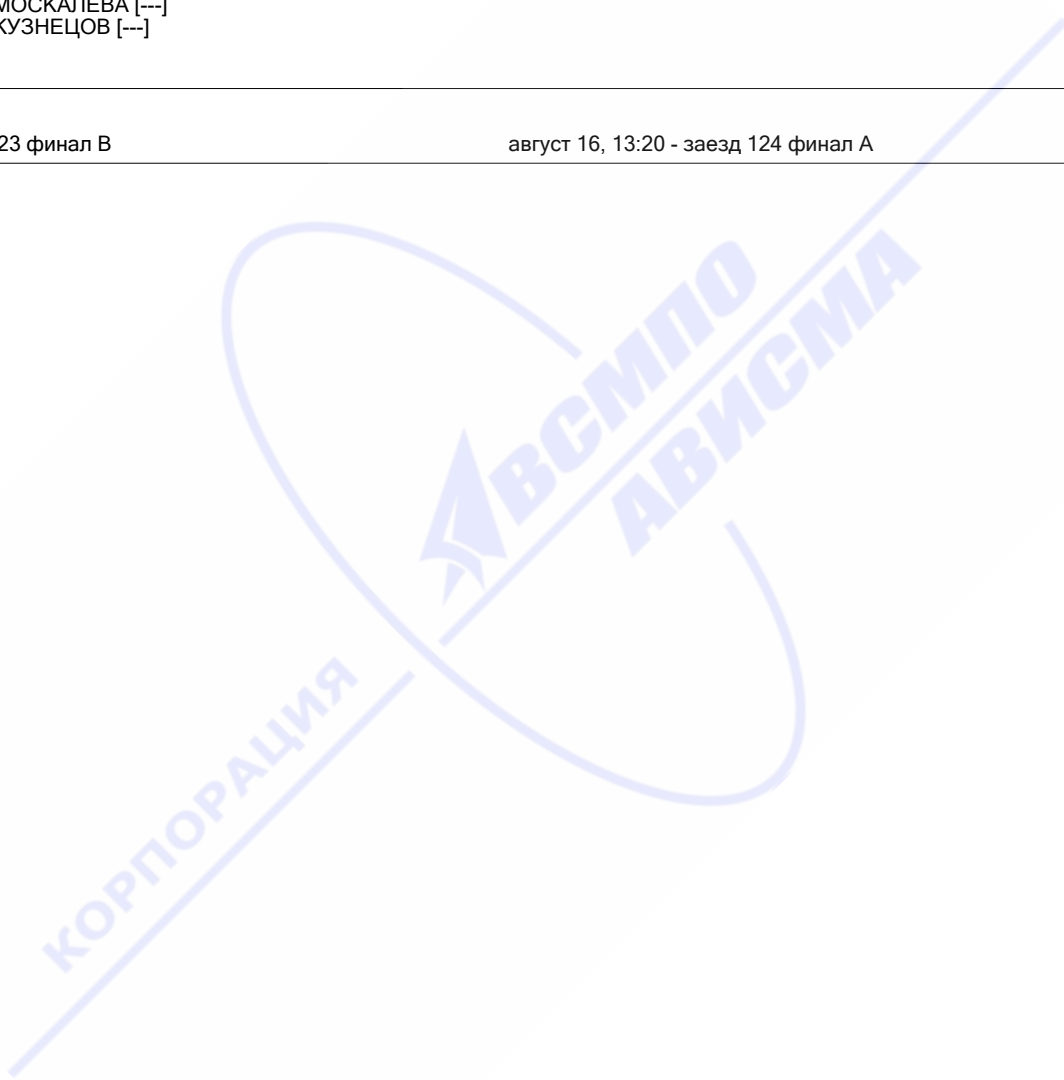 МОСКАЛЕВА [---]
КУЗНЕЦОВ [---]
23 финал B
август 16, 13:20 - заезд 124 финал A
ВСМПО
АВИСМА
КОРПОРАЦИЯ